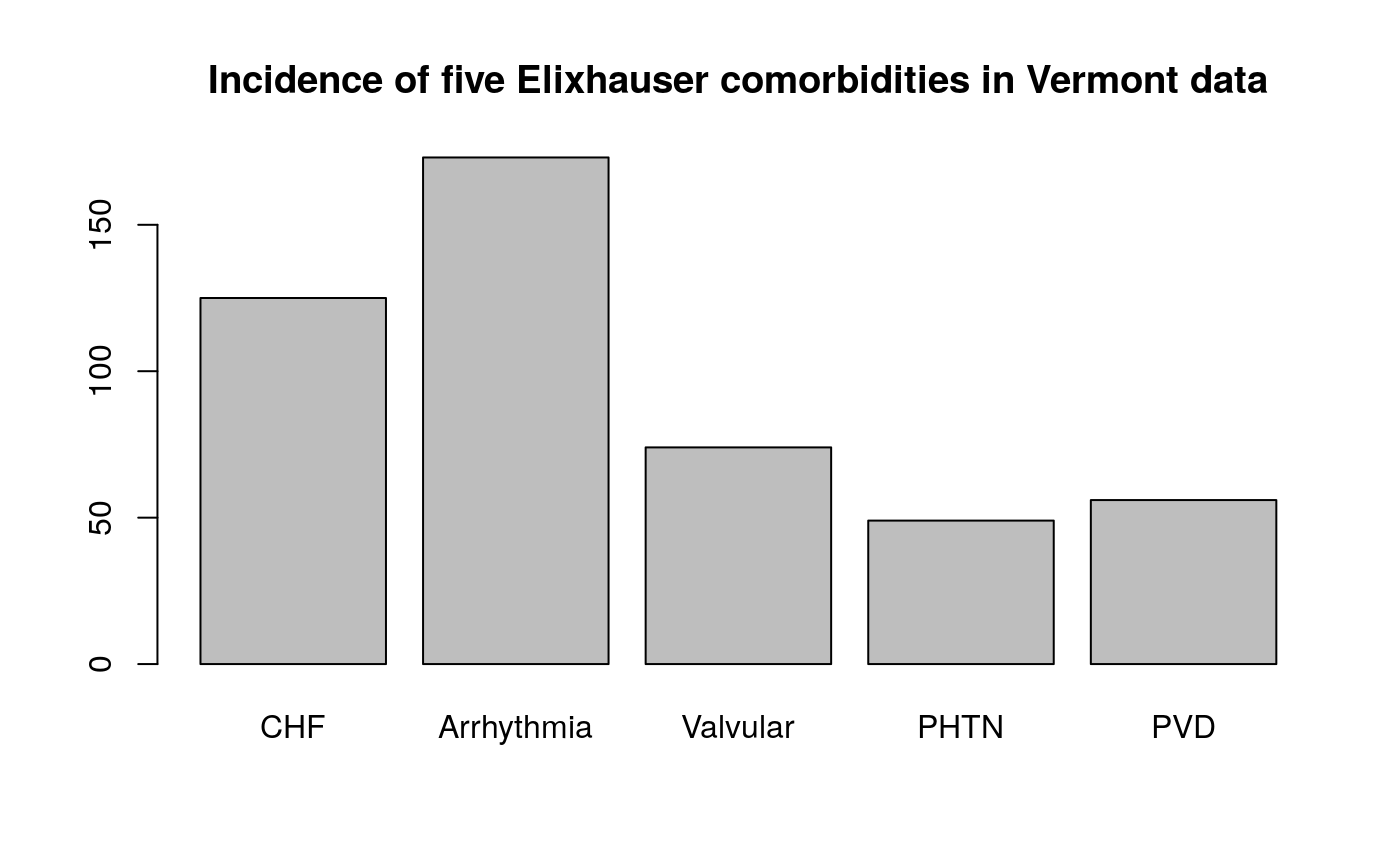 Incidence of five Elixhauser comorbidities in Vermont data
150
100
50
0
CHF Arrhythmia Valvular PHTN PVD